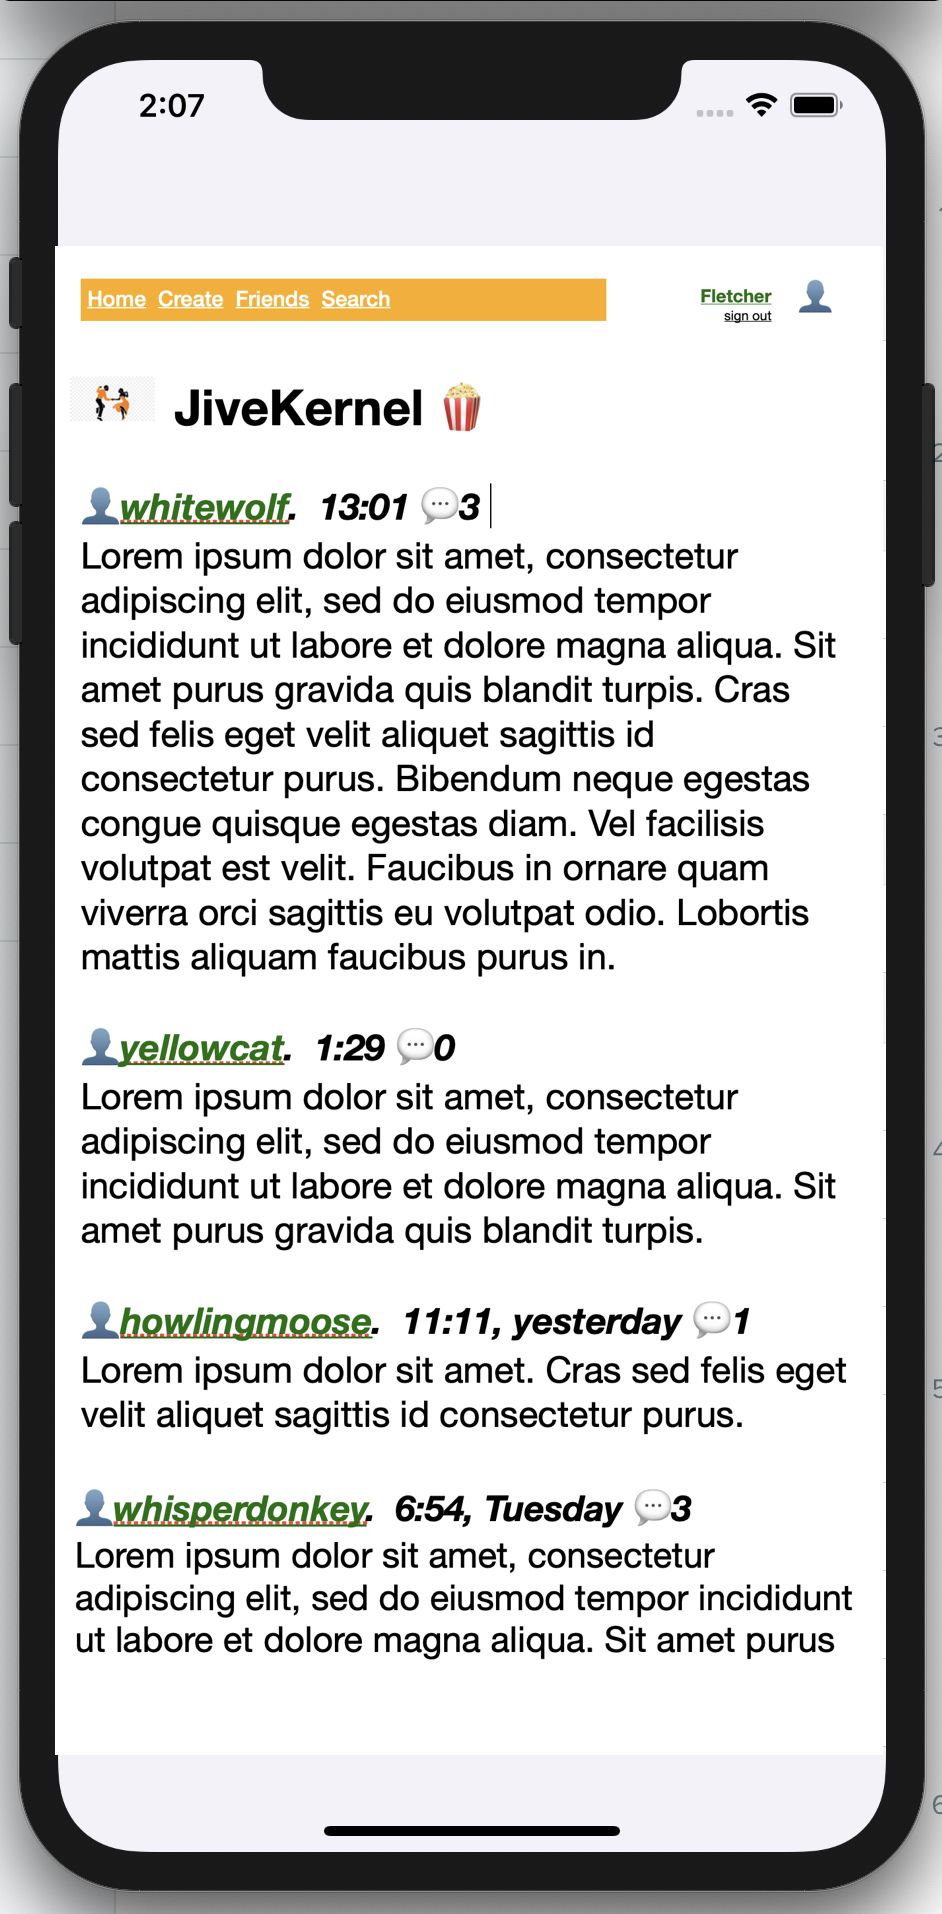 2:07
Home Create Friends Search
Fletcher
sign out
JiveKernel
whitewolf. 13:01 3
Lorem ipsum dolor sit amet, consectetur
adipiscing elit, sed do eiusmod tempor
incididunt ut labore et dolore magna aliqua. Sit
amet purus gravida quis blandit turpis. Cras
sed felis eget velit aliquet sagittis id
consectetur purus. Bibendum neque egestas
congue quisque egestas diam. Vel facilisis
volutpat est velit. Faucibus in ornare quam
viverra orci sagittis eu volutpat odio. Lobortis
mattis aliquam faucibus purus in.
yellowcat. 1:29 0
Lorem ipsum dolor sit amet, consectetur
adipiscing elit, sed do eiusmod tempor
incididunt ut labore et dolore magna aliqua. Sit
amet purus gravida quis blandit turpis.
howlingmoose. 11:11, yesterday 1
Lorem ipsum dolor sit amet. Cras sed felis eget
velit aliquet sagittis id consectetur purus.
whisperdonkey. 6:54, Tuesday 3
Lorem ipsum dolor sit amet, consectetur
adipiscing elit, sed do eiusmod tempor incididunt
ut labore et dolore magna aliqua. Sit amet purus